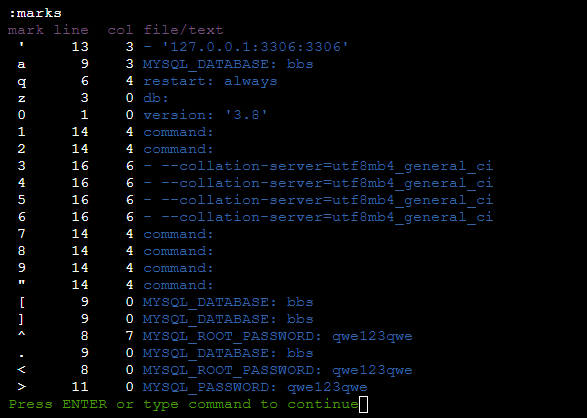 :marks
mark line  col file/text
 '     13    3 - '127.0.0.1:3306:3306'
 a      9    3 MYSQL_DATABASE: bbs
 q      6    4 restart: always
 z      3    0 db:
 0      1    0 version: '3.8'
 1     14    4 command:
 2     14    4 command:
 3     16    6 - --collation-server=utf8mb4_general_ci
 4     16    6 - --collation-server=utf8mb4_general_ci
 5     16    6 - --collation-server=utf8mb4_general_ci
 6     16    6 - --collation-server=utf8mb4_general_ci
 7     14    4 command:
 8     14    4 command:
 9     14    4 command:
 "     14    4 command:
 [      9    0 MYSQL_DATABASE: bbs
 ]      9    0 MYSQL_DATABASE: bbs
 ^      8    7 MYSQL_ROOT_PASSWORD: qwe123qwe
 .      9    0 MYSQL_DATABASE: bbs
 <      8    0 MYSQL_ROOT_PASSWORD: qwe123qwe
 >     11    0 MYSQL_PASSWORD: qwe123qwe
Press ENTER or type command to continue